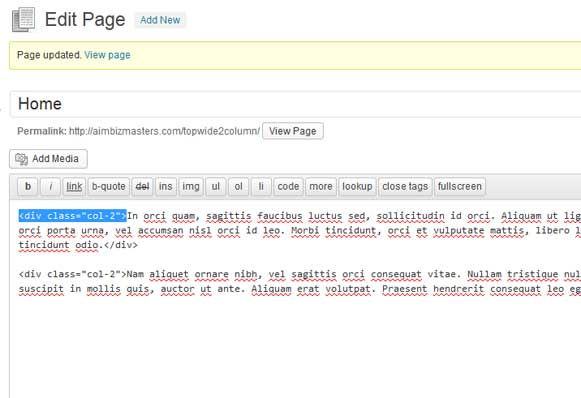 Edit Page Add New
Page updated. View page
Home
Permalink: http://aimbizmasters.com/topwide2column/ View Page
Add Media
b i link b-quote del ins img ul ol li code more lookup close tags fullscreen
<div class="col-2">In orci quam, sagittis faucibus luctus sed, sollicitudin id orci. Aliquam ut lig
orci porta urna, vel accumsan nisl orci id leo. Morbi tincidunt, orci et vulputate mattis, libero l
tincidunt odio.</div>
<div class="col-2">Nam aliquet ornare nibh, vel sagittis orci consequat vitae. Nullam tristique nul
suscipit in mollis quis, auctor ut ante. Aliquam erat volutpat. Praesent hendrerit consequat leo eg